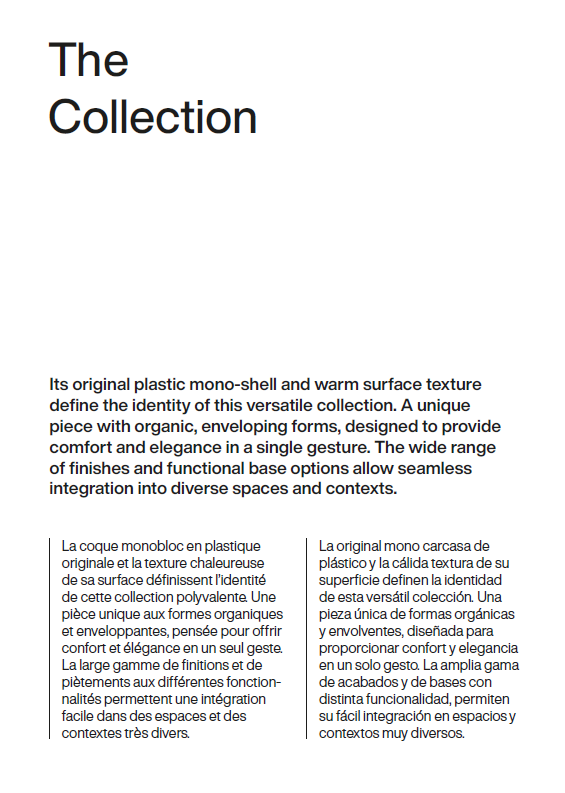 The
Collection
Its original plastic mono-shell and warm surface texture
define the identity of this versatile collection. A unique
piece with organic, enveloping forms, designed to provide
comfort and elegance in a single gesture. The wide range
of finishes and functional base options allow seamless
integration into diverse spaces and contexts.
La coque monobloc en plastique
originale et la texture chaleureuse
de sa surface définissent l'identité
de cette collection polyvalente. Une
pièce unique aux formes organiques
et enveloppantes, pensée pour offrir
confort et élégance en un seul geste.
La large gamme de finitions et de
piètements aux différentes fonction-
nalités permettent une intégration
facile dans des espaces et des
contextes très divers.
La original mono carcasa de
plástico y la cálida textura de su
superficie definen la identidad
de esta versátil colección. Una
pieza única de formas orgánicas
y envolventes, diseñada para
proporcionar confort y elegancia
en un solo gesto. La amplia gama
de acabados y de bases con
distinta funcionalidad, permiten
su fácil integración en espacios y
contextos muy diversos.